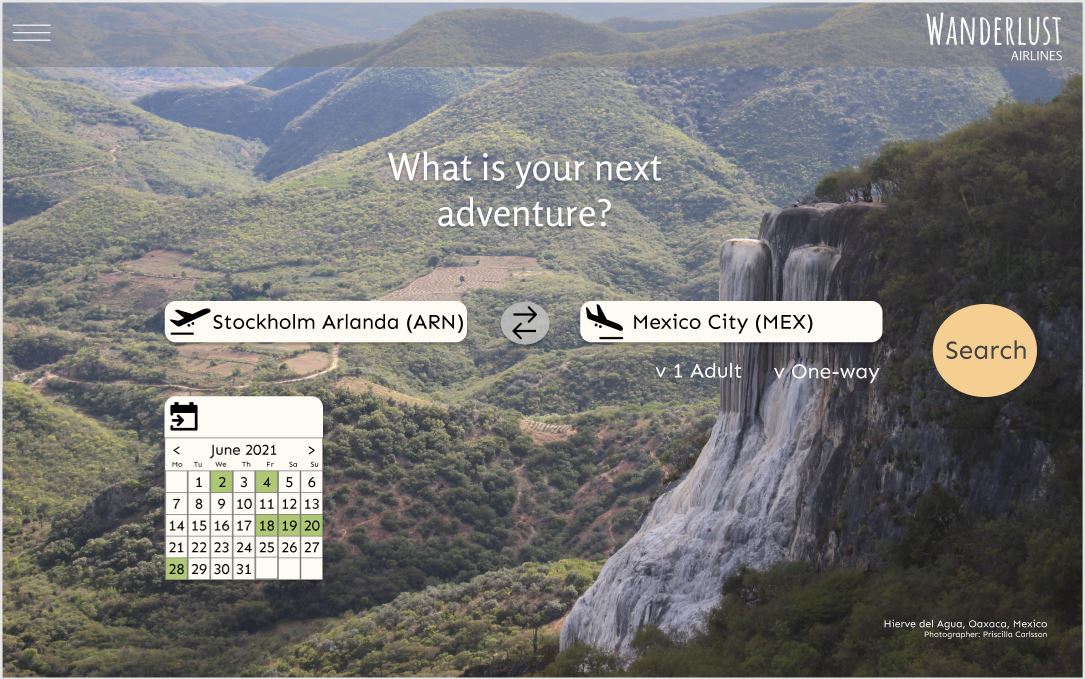 WANDERLUST
AIRLINES
What is your next
adventure?
Stockholm Arlanda (ARN)
Mexico City (MEX)
Search
v 1 Adult v One-way
< June 2021 >
Mo Tu We Th Fr Sa Su
1 2 3 4 5 6
7 8 9 10 11 12 13
14 15 16 17 18 19 20
21 22 23 24 25 26 27
28 29 30 31
Hierve del Agua, Oaxaca, Mexico
Photographer: Priscilla Carlsson